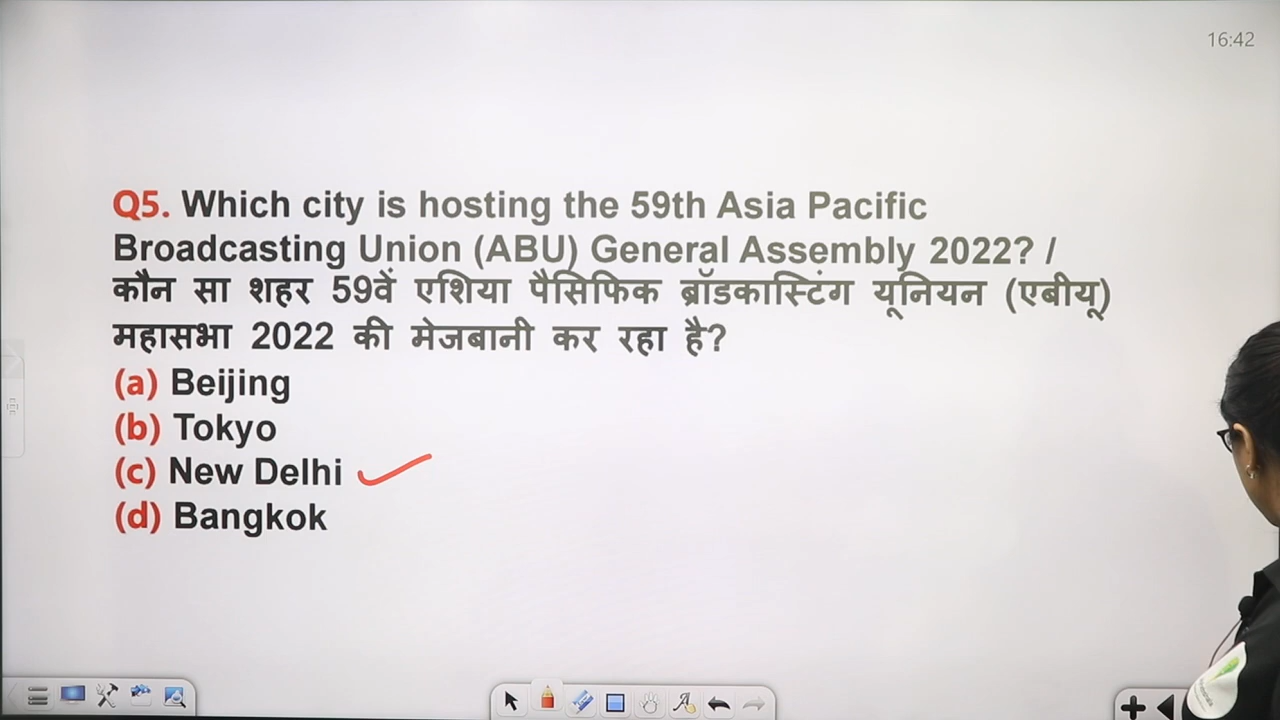 16:42
Q5. Which city is hosting the 59th Asia Pacific
Broadcasting Union (ABU) General Assembly 2022? /
कौन सा शहर 59वें एशिया पैसिफिक ब्रॉडकास्टिंग यूनियन (एबीयू)
महासभा 2022 की मेजबानी कर रहा है?
(a) Beijing
(b) Tokyo
(c) New Delhi
(d) Bangkok